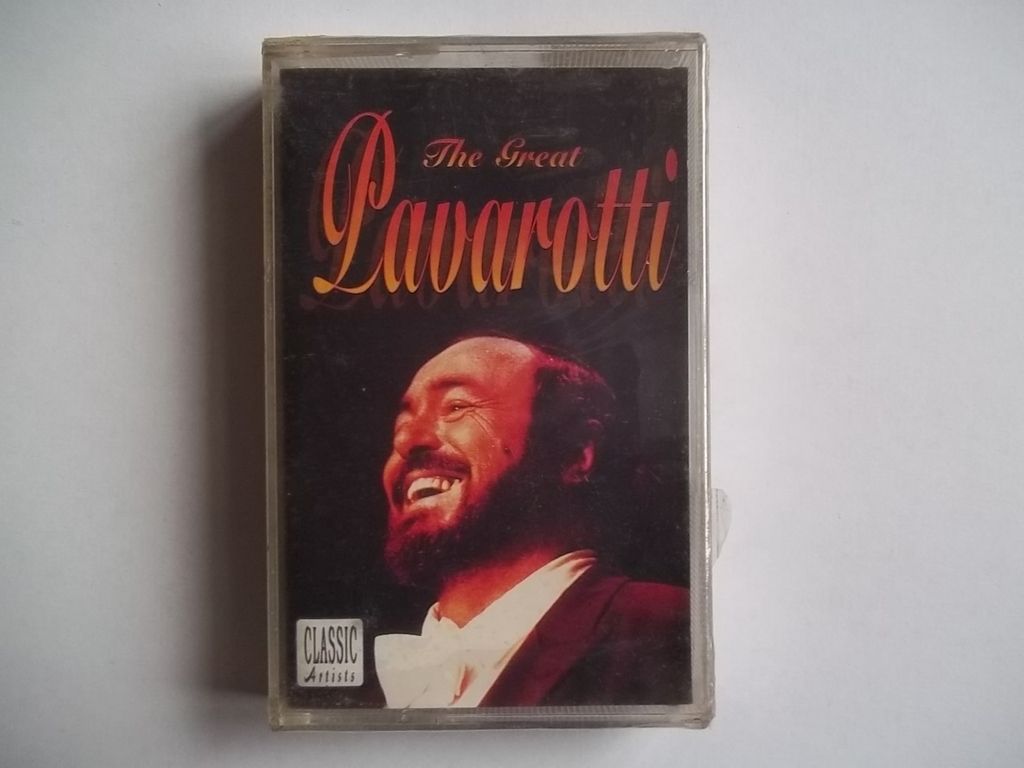 The Great
Pavarotti
CLASSIC
Artists